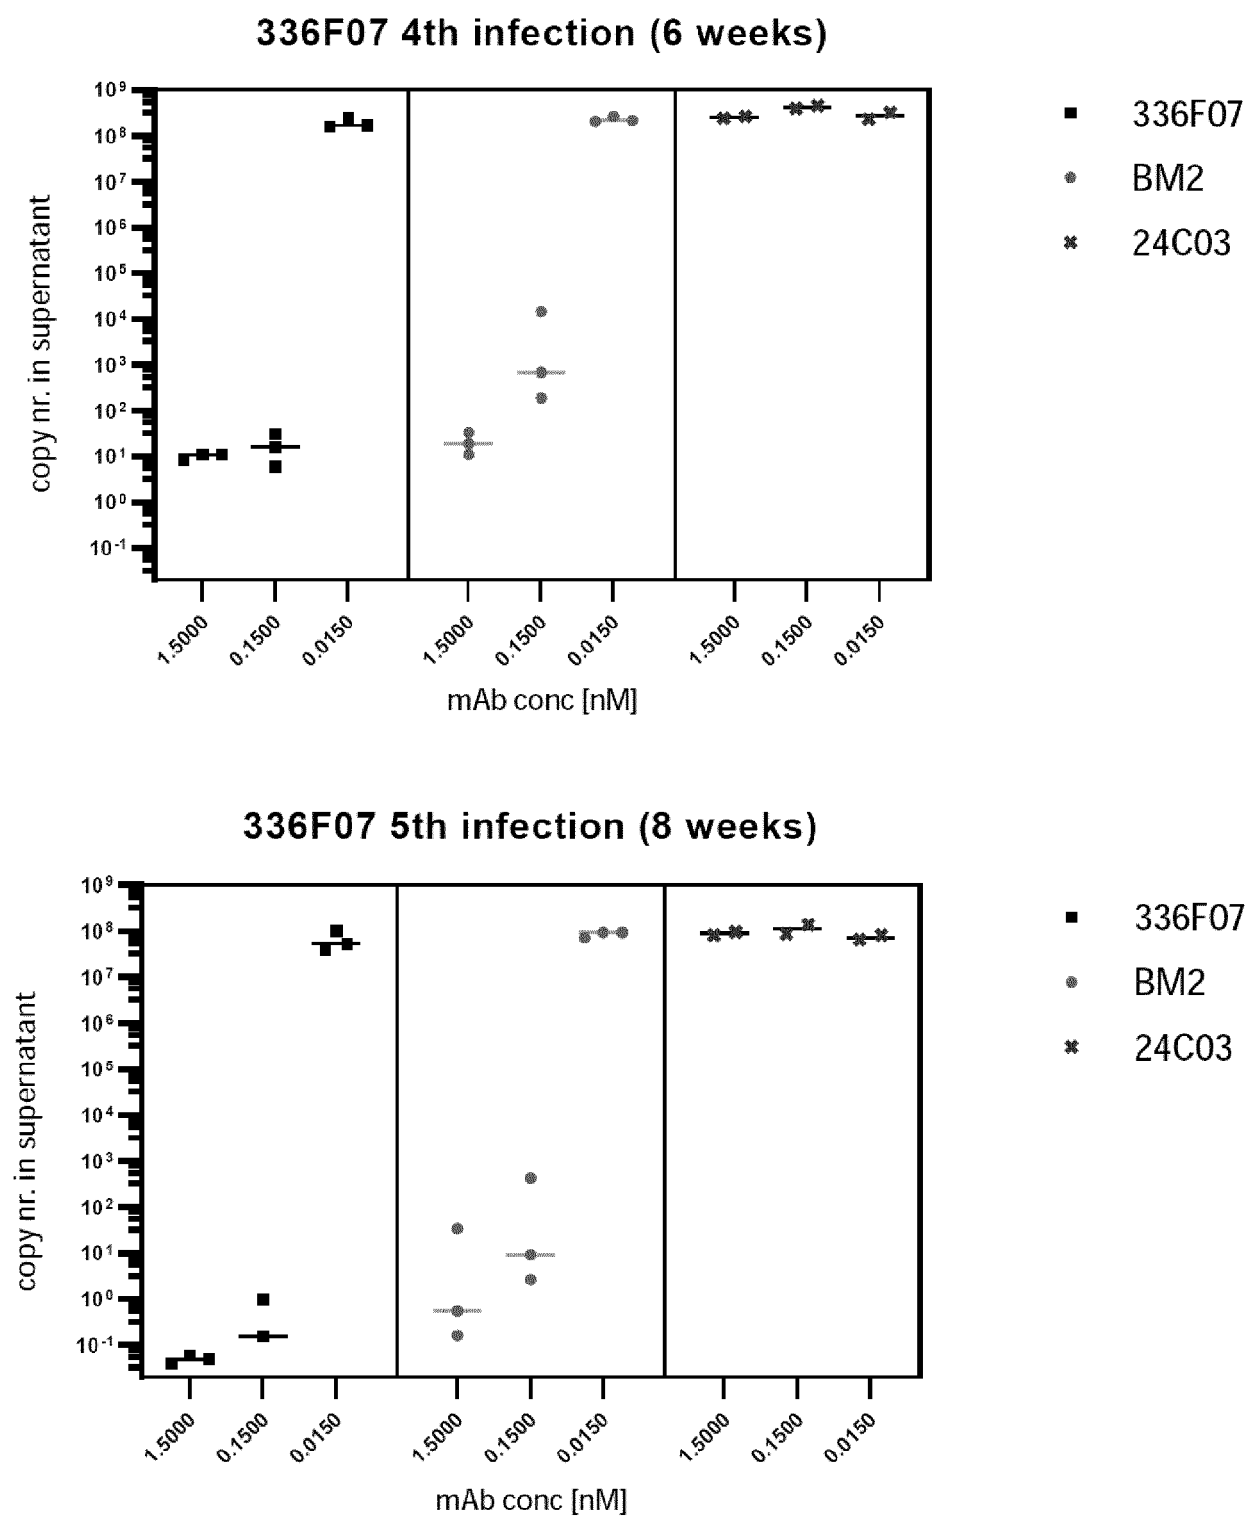 336F07 4th infection (6 weeks)
copy nr. in supernatant
10⁹
10⁸
10⁷
10⁶
10⁵
10⁴
10³
10²
10¹
10⁰
10⁻¹
1.5000 0.1500 0.0150 1.5000 0.1500 0.0150 1.5000 0.1500 0.0150
mAb conc [nM]
336F07
BM2
24C03
336F07 5th infection (8 weeks)
copy nr. in supernatant
10⁹
10⁸
10⁷
10⁶
10⁵
10⁴
10³
10²
10¹
10⁰
10⁻¹
1.5000 0.1500 0.0150 1.5000 0.1500 0.0150 1.5000 0.1500 0.0150
mAb conc [nM]
336F07
BM2
24C03